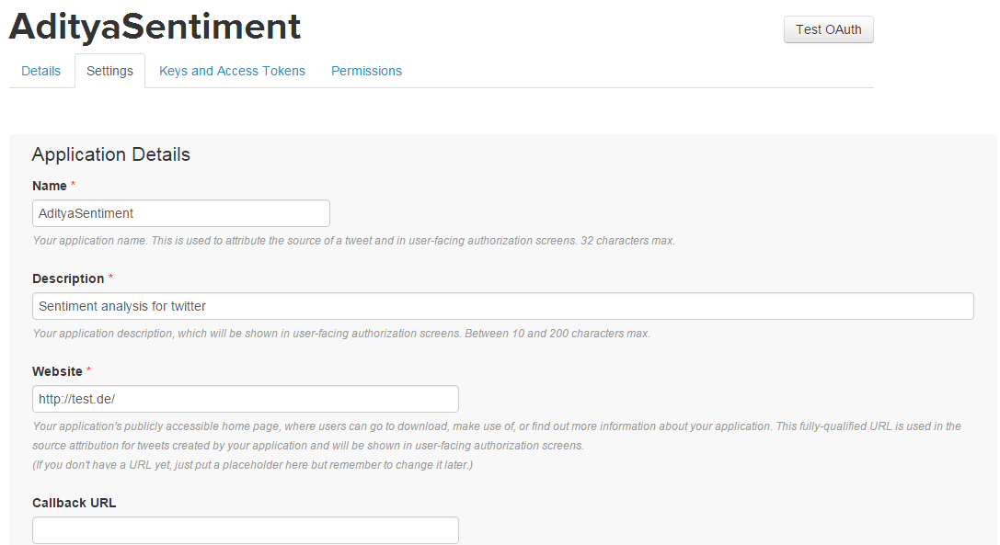 AdityaSentiment
Test OAuth
Details Settings Keys and Access Tokens Permissions
Application Details
Name *
AdityaSentiment
Your application name. This is used to attribute the source of a tweet and in user-facing authorization screens. 32 characters max.
Description *
Sentiment analysis for twitter
Your application description, which will be shown in user-facing authorization screens. Between 10 and 200 characters max.
Website *
http://test.de/
Your application's publicly accessible home page, where users can go to download, make use of, or find out more information about your application. This fully-qualified URL is used in the
source attribution for tweets created by your application and will be shown in user-facing authorization screens.
(If you don't have a URL yet, just put a placeholder here but remember to change it later.)
Callback URL